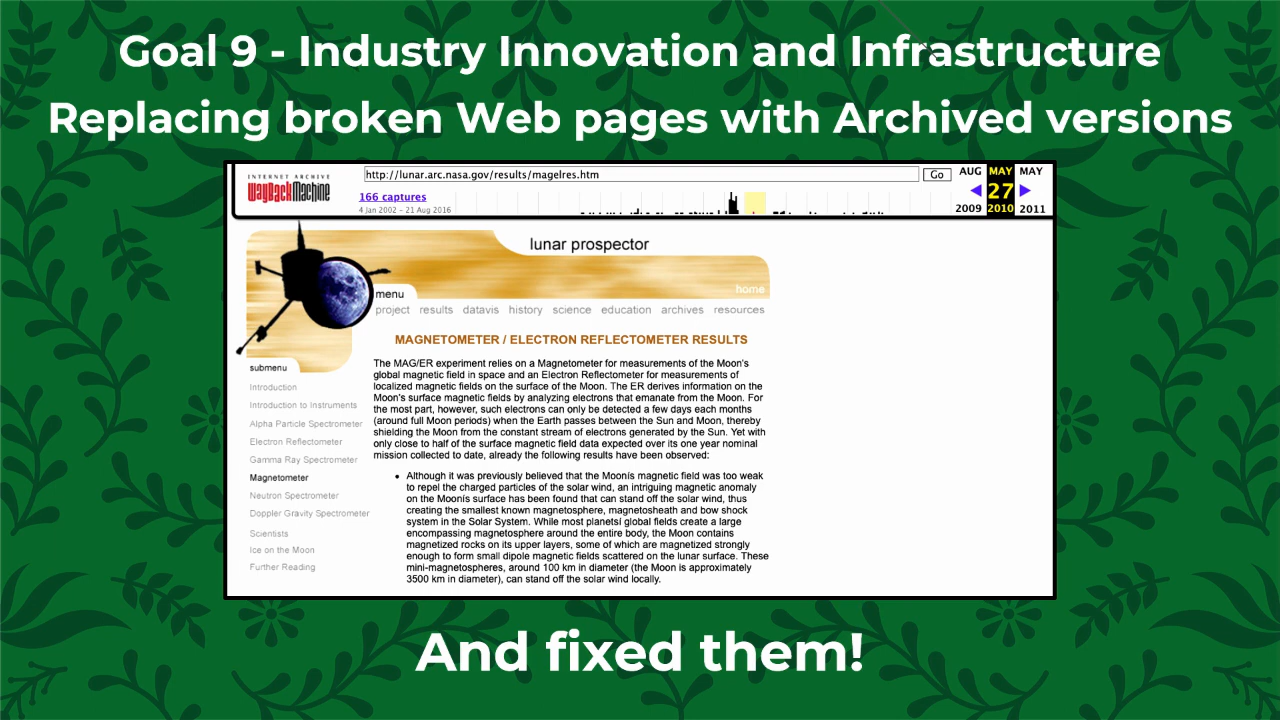 Goal 9 - Industry Innovation and Infrastructure
Replacing broken Web pages with Archived versions
INTERNET ARCHIVE
WayBackMachine
http://lunar.arc.nasa.gov/results/magelres.htm
Go
166 captures
4 Jan 2002 - 21 Aug 2016
AUG MAY MAY
27
2009 2010 2011
lunar prospector
home
menu
project results datavis history science education archives resources
MAGNETOMETER / ELECTRON REFLECTOMETER RESULTS
The MAG/ER experiment relies on a Magnetometer for measurements of the Moon's
global magnetic field in space and an Electron Reflectometer for measurements of
localized magnetic fields on the surface of the Moon. The ER derives information on the
Moon's surface magnetic fields by analyzing electrons that emanate from the Moon. For
the most part, however, such electrons can only be detected a few days each months
(around full Moon periods) when the Earth passes between the Sun and Moon, thereby
shielding the Moon from the constant stream of electrons generated by the Sun. Yet with
only close to half of the surface magnetic field data expected over its one year nominal
mission collected to date, already the following results have been observed:
• Although it was previously believed that the Moonís magnetic field was too weak
to repel the charged particles of the solar wind, an intriguing magnetic anomaly
on the Moonís surface has been found that can stand off the solar wind, thus
creating the smallest known magnetosphere, magnetosheath and bow shock
system in the Solar System. While most planetsí global fields create a large
encompassing magnetosphere around the entire body, the Moon contains
magnetized rocks on its upper layers, some of which are magnetized strongly
enough to form small dipole magnetic fields scattered on the lunar surface. These
mini-magnetospheres, around 100 km in diameter (the Moon is approximately
3500 km in diameter), can stand off the solar wind locally.
submenu
Introduction
Introduction to Instruments
Alpha Particle Spectrometer
Electron Reflectometer
Gamma Ray Spectrometer
Magnetometer
Neutron Spectrometer
Doppler Gravity Spectrometer
Scientists
Ice on the Moon
Further Reading
And fixed them!